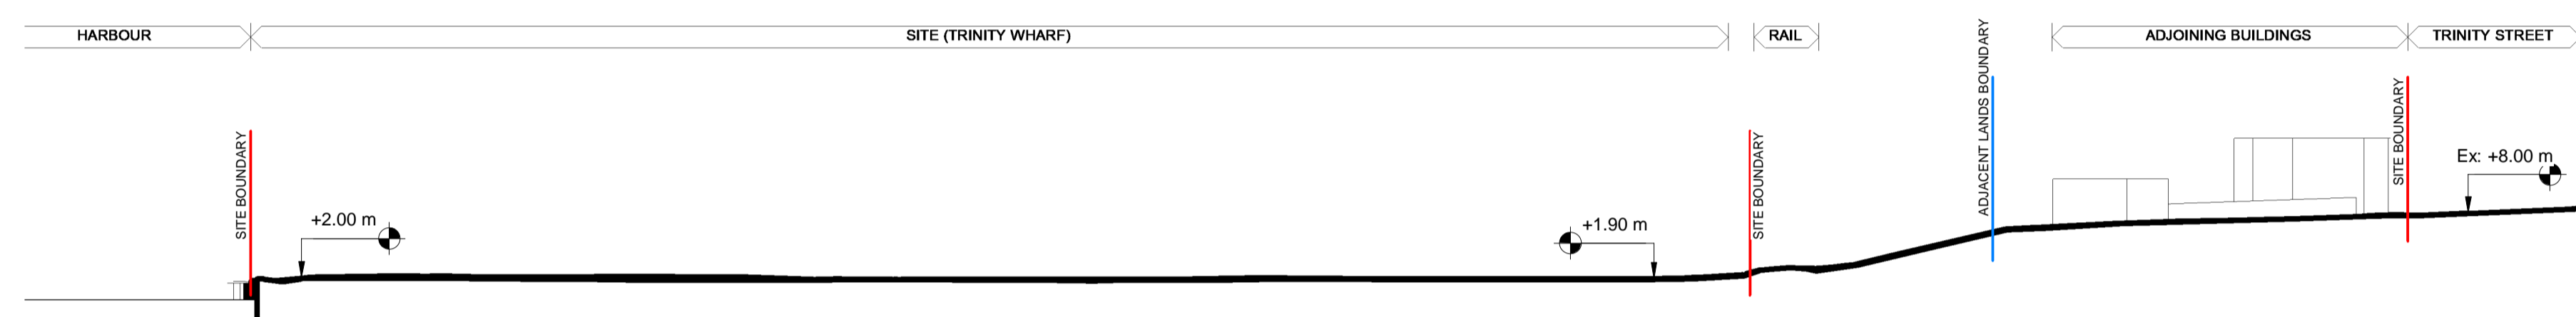 HARBOUR
SITE (TRINITY WHARF)
RAIL
ADJACENT LANDS BOUNDARY
ADJOINING BUILDINGS
TRINITY STREET
SITE BOUNDARY
+2.00 m
+1.90 m
SITE BOUNDARY
SITE BOUNDARY
Ex: +8.00 m